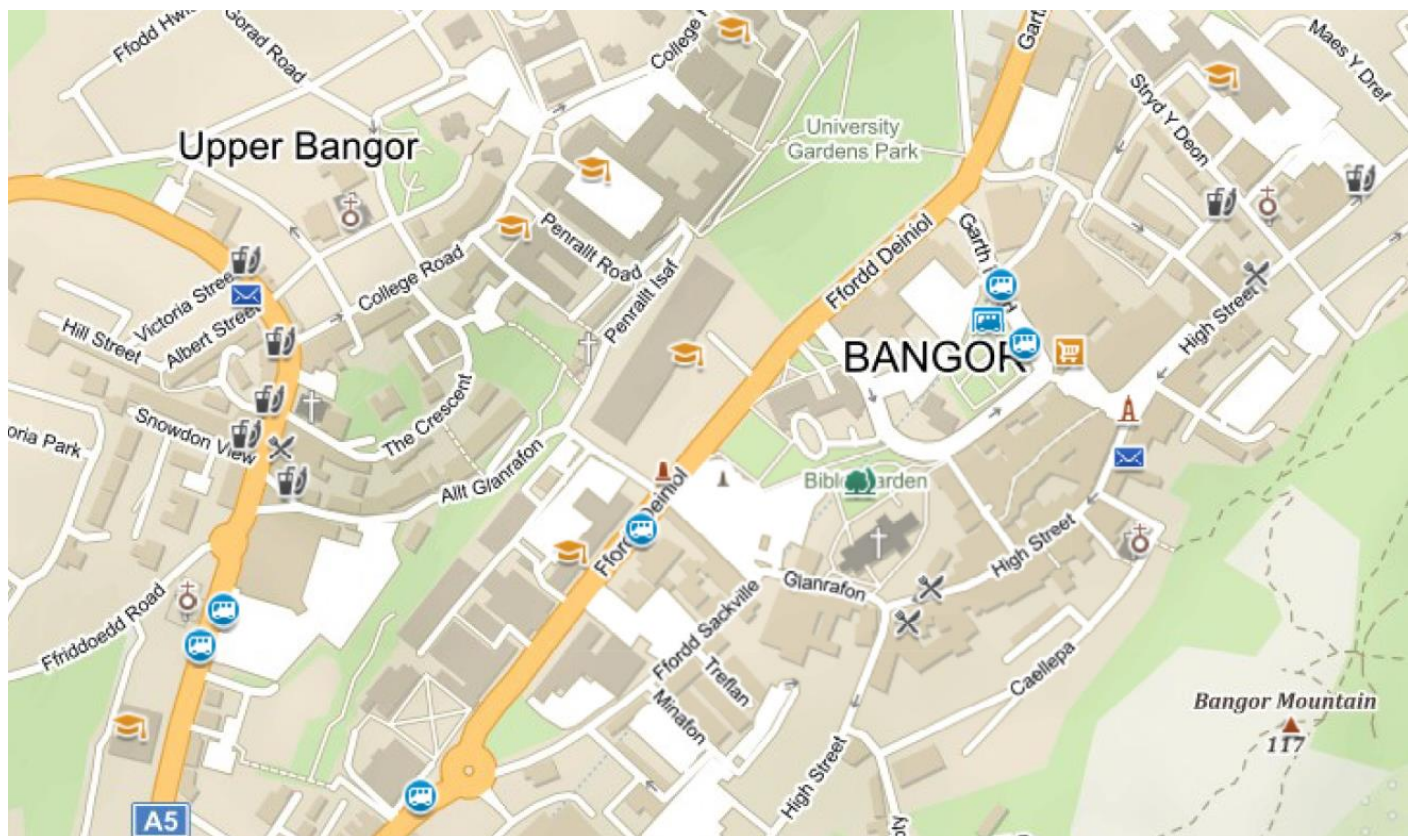 Ffodd Hwfa
Gorad Road
College R
Garth
Maes Y Dref
Stryd Y Deon
University
Gardens Park
Upper Bangor
Penrallt Road
Penrallt Isaf
College Road
Ffordd Deiniol
Garth
High Street
Victoria Street
Albert Street
Hill Street
BANGOR
The Crescent
Snowdon View
oria Park
Allt Glanrafon
Ffordd Deiniol
Bible Garden
High Street
Glanrafon
Ffordd Sackville
Treflan
Minafon
Ffriddoedd Road
Caellepa
Bangor Mountain
117
High Street
A5